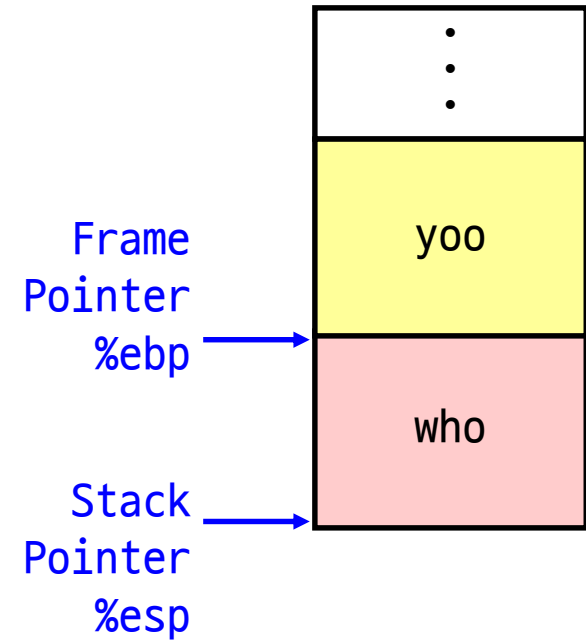 yoo
Frame
Pointer
%ebp
who
Stack
Pointer
%esp